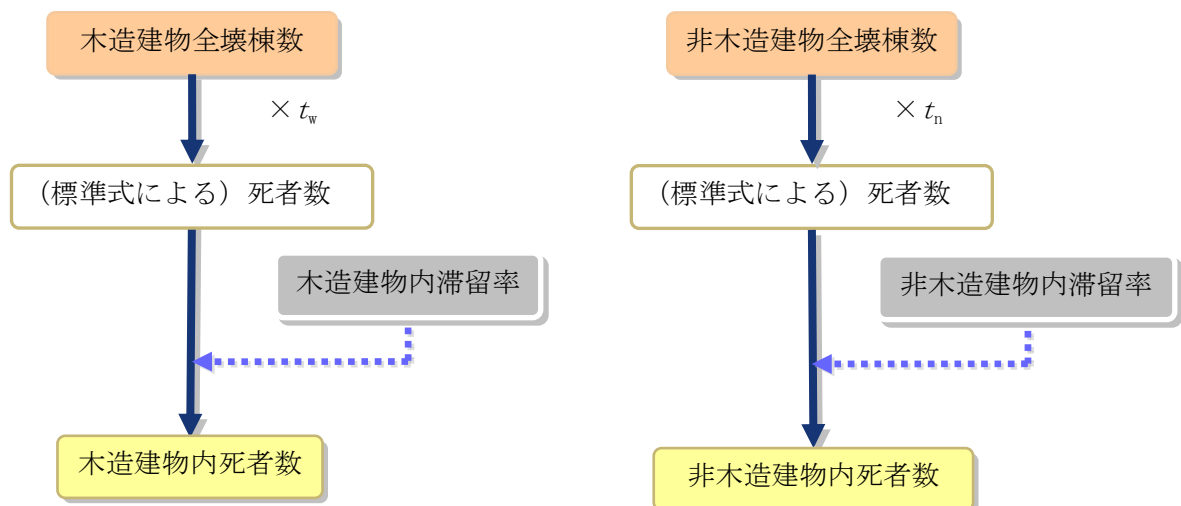 木造建物全壊棟数
× tw
（標準式による）死者数
木造建物内滞留率
木造建物内死者数
非木造建物全壊棟数
× tn
（標準式による）死者数
非木造建物内滞留率
非木造建物内死者数